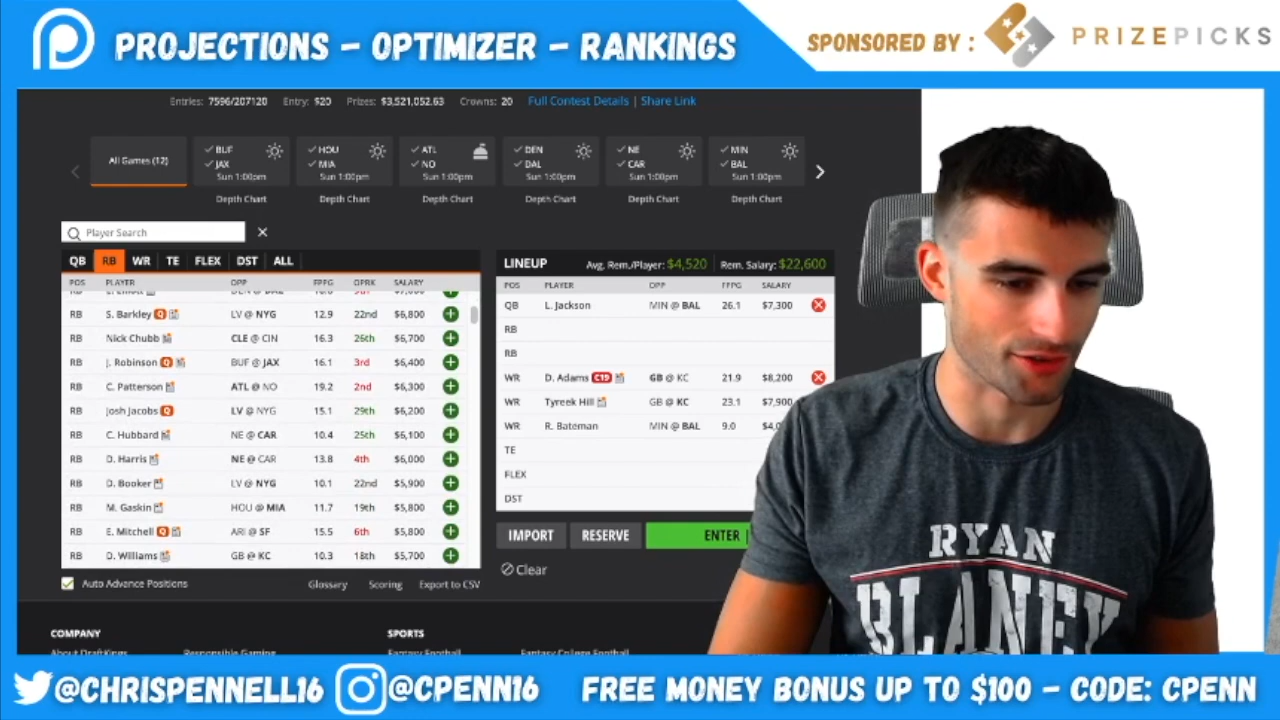 PROJECTIONS - OPTIMIZER - RANKINGS
SPONSORED BY :
PRIZEPICKS
Entries: 7596/207120 Entry: $20 Prizes: $3,521,052.63 Crowns: 20 Full Contest Details | Share Link
All Games (12)
BUF
JAX
Sun 1:00pm
Depth Chart
HOU
MIA
Sun 1:00pm
Depth Chart
ATL
NO
Sun 1:00pm
Depth Chart
DEN
DAL
Sun 1:00pm
Depth Chart
NE
CAR
Sun 1:00pm
Depth Chart
MIN
BAL
Sun 1:00pm
Depth Chart
Player Search
QB RB WR TE FLEX DST ALL
POS PLAYER OPP FPPG OPRK SALARY
RB S. Barkley Q LV @ NYG 12.9 22nd $6,800
RB Nick Chubb CLE @ CIN 16.3 26th $6,700
RB J. Robinson Q BUF @ JAX 16.1 3rd $6,400
RB C. Patterson ATL @ NO 19.2 2nd $6,300
RB Josh Jacobs Q LV @ NYG 15.1 29th $6,200
RB C. Hubbard NE @ CAR 10.4 25th $6,100
RB D. Harris NE @ CAR 13.8 4th $6,000
RB D. Booker LV @ NYG 10.1 22nd $5,900
RB M. Gaskin HOU @ MIA 11.7 19th $5,800
RB E. Mitchell Q ARI @ SF 15.5 6th $5,800
RB D. Williams GB @ KC 10.3 18th $5,700
Auto Advance Positions Glossary Scoring Export to CSV
LINEUP Avg. Rem./Player: $4,520 Rem. Salary: $22,600
POS PLAYER OPP FPPG SALARY
QB L. Jackson MIN @ BAL 26.1 $7,300
RB
RB
WR D. Adams C19 GB @ KC 21.9 $8,200
WR Tyreek Hill GB @ KC 23.1 $7,900
WR R. Bateman MIN @ BAL 9.0
TE
FLEX
DST
IMPORT RESERVE ENTER
Clear
COMPANY SPORTS
About DraftKings Responsible Gaming Fantasy Football Fantasy College Football
RYAN
BLANEY
@CHRISPENNELL16 @CPENN16 FREE MONEY BONUS UP TO $100 - CODE: CPENN